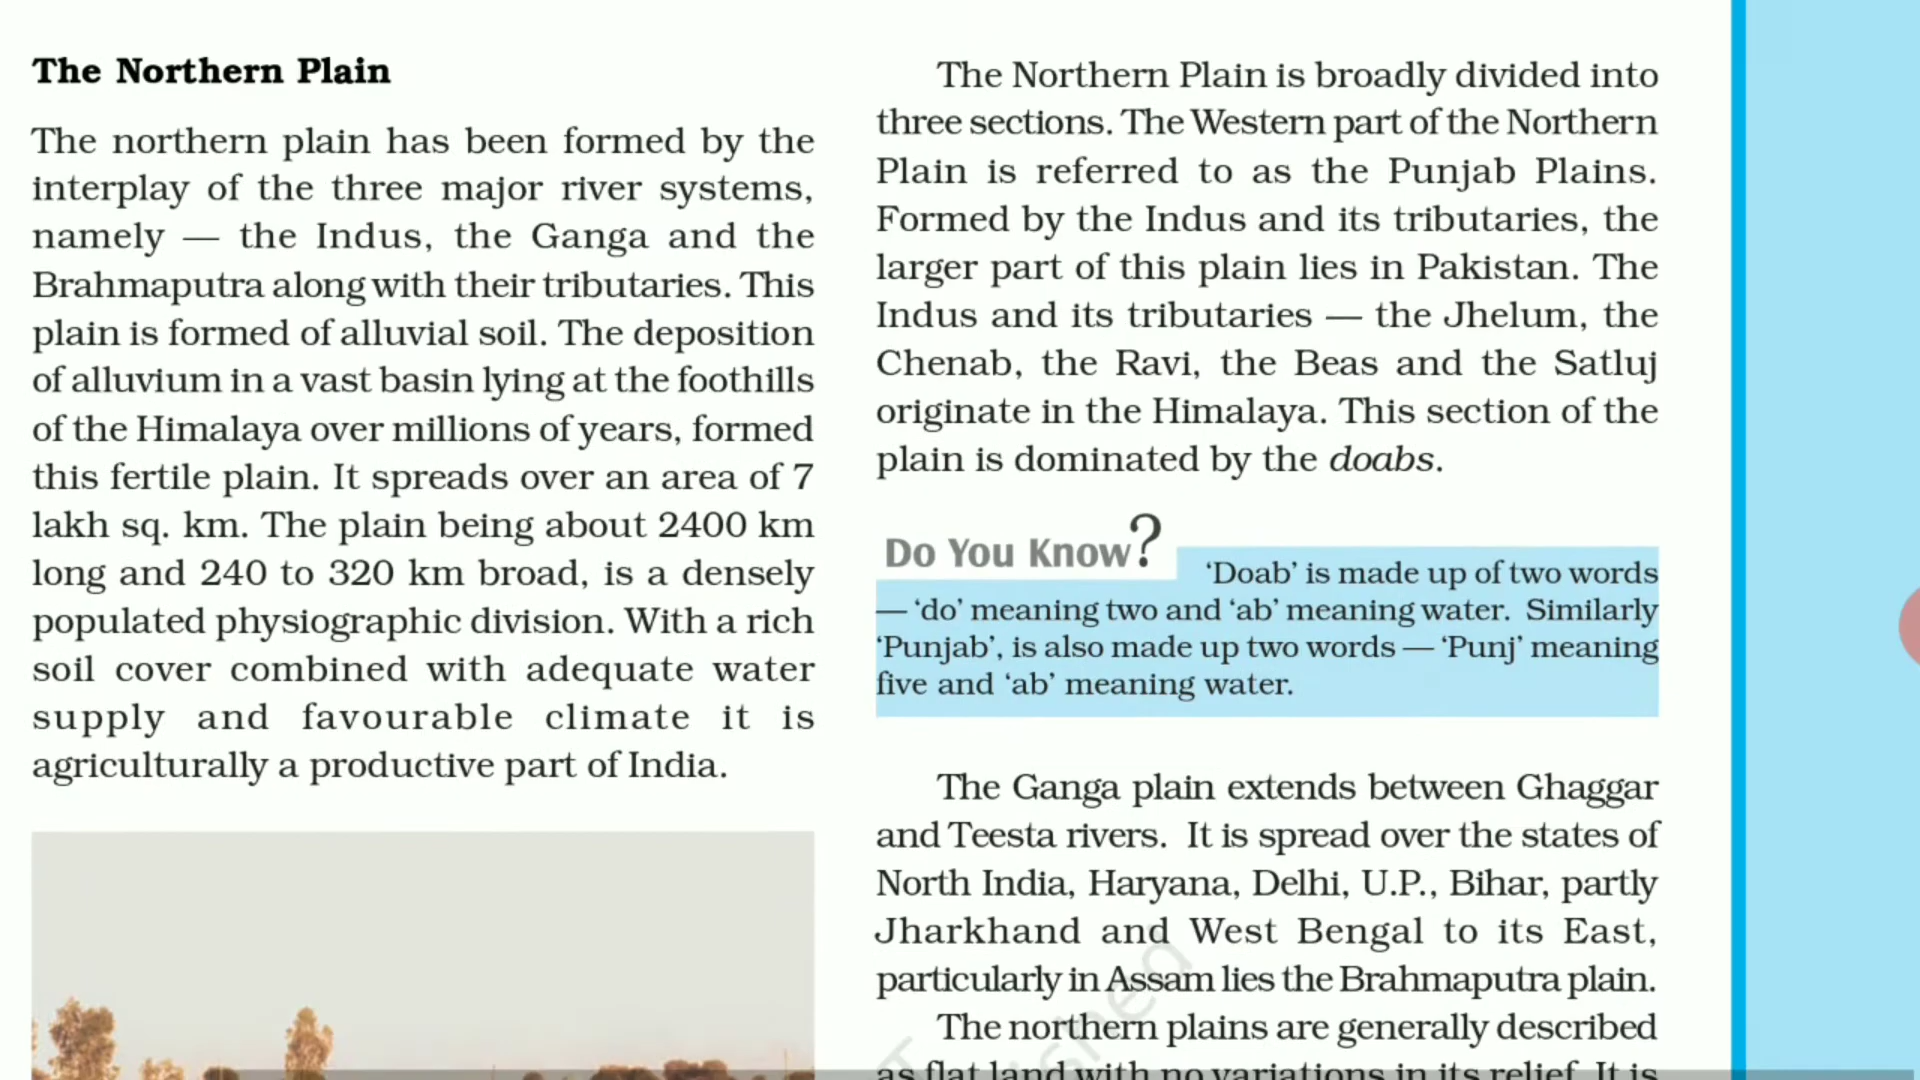 The Northern Plain
The northern plain has been formed by the
interplay of the three major river systems,
namely — the Indus, the Ganga and the
Brahmaputra along with their tributaries. This
plain is formed of alluvial soil. The deposition
of alluvium in a vast basin lying at the foothills
of the Himalaya over millions of years, formed
this fertile plain. It spreads over an area of 7
lakh sq. km. The plain being about 2400 km
long and 240 to 320 km broad, is a densely
populated physiographic division. With a rich
soil cover combined with adequate water
supply and favourable climate it is
agriculturally a productive part of India.
The Northern Plain is broadly divided into
three sections. The Western part of the Northern
Plain is referred to as the Punjab Plains.
Formed by the Indus and its tributaries, the
larger part of this plain lies in Pakistan. The
Indus and its tributaries — the Jhelum, the
Chenab, the Ravi, the Beas and the Satluj
originate in the Himalaya. This section of the
plain is dominated by the doabs.
Do You Know?
‘Doab’ is made up of two words
— ‘do’ meaning two and ‘ab’ meaning water. Similarly
‘Punjab’, is also made up two words — ‘Punj’ meaning
five and ‘ab’ meaning water.
The Ganga plain extends between Ghaggar
and Teesta rivers. It is spread over the states of
North India, Haryana, Delhi, U.P., Bihar, partly
Jharkhand and West Bengal to its East,
particularly in Assam lies the Brahmaputra plain.
The northern plains are generally described
as flat land with no variations in its relief. It is